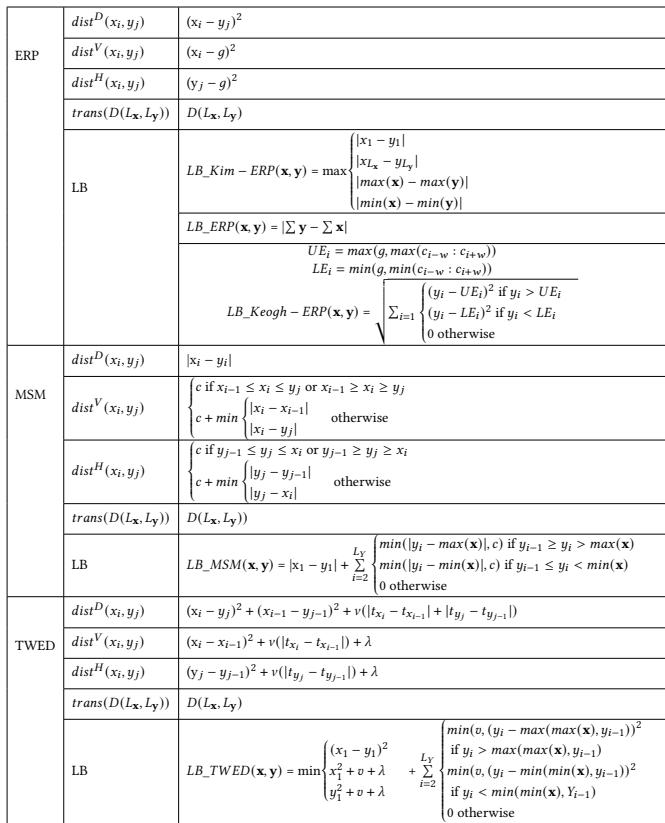 ERP
dist^D(x_i, y_j) (x_i − y_j)^2
dist^V(x_i, y_j) (x_i − g)^2
dist^H(x_i, y_j) (y_j − g)^2
trans(D(L_x, L_y)) D(L_x, L_y)
LB
LB_Kim − ERP(x, y) = max{
|x_1 − y_1|
|x_{L_x} − y_{L_y}|
|max(x) − max(y)|
|min(x) − min(y)|
LB_ERP(x, y) = |∑ y − ∑ x|
UE_i = max(g, max(c_{i−w} : c_{i+w}))
LE_i = min(g, min(c_{i−w} : c_{i+w}))
LB_Keogh − ERP(x, y) = √ ∑_{i=1} {
(y_i − UE_i)^2 if y_i > UE_i
(y_i − LE_i)^2 if y_i < LE_i
0 otherwise
MSM
dist^D(x_i, y_j) |x_i − y_i|
dist^V(x_i, y_j)
c if x_{i−1} ≤ x_i ≤ y_j or x_{i−1} ≥ x_i ≥ y_j
c + min { |x_i − x_{i−1}|
|x_i − y_j| otherwise
dist^H(x_i, y_j)
c if y_{j−1} ≤ y_j ≤ x_i or y_{j−1} ≥ y_j ≥ x_i
c + min { |y_j − y_{j−1}|
|y_j − x_i| otherwise
trans(D(L_x, L_y)) D(L_x, L_y))
LB
LB_MSM(x, y) = |x_1 − y_1| + ∑_{i=2}^{L_Y} {
min(|y_i − max(x)|, c) if y_{i−1} ≥ y_i > max(x)
min(|y_i − min(x)|, c) if y_{i−1} ≤ y_i < min(x)
0 otherwise
TWED
dist^D(x_i, y_j) (x_i − y_j)^2 + (x_{i−1} − y_{j−1})^2 + v(|t_{x_i} − t_{x_{i−1}}| + |t_{y_j} − t_{y_{j−1}}|)
dist^V(x_i, y_j) (x_i − x_{i−1})^2 + v(|t_{x_i} − t_{x_{i−1}}|) + λ
dist^H(x_i, y_j) (y_j − y_{j−1})^2 + v(|t_{y_j} − t_{y_{j−1}}|) + λ
trans(D(L_x, L_y)) D(L_x, L_y)
LB
LB_TWED(x, y) = min{
(x_1 − y_1)^2
x_1^2 + v + λ
y_1^2 + v + λ
+ ∑_{i=2}^{L_Y} {
min(v, (y_i − max(max(x), y_{i−1}))^2
if y_i > max(max(x), y_{i−1})
min(v, (y_i − min(min(x), y_{i−1}))^2
if y_i < min(min(x), Y_{i−1})
0 otherwise